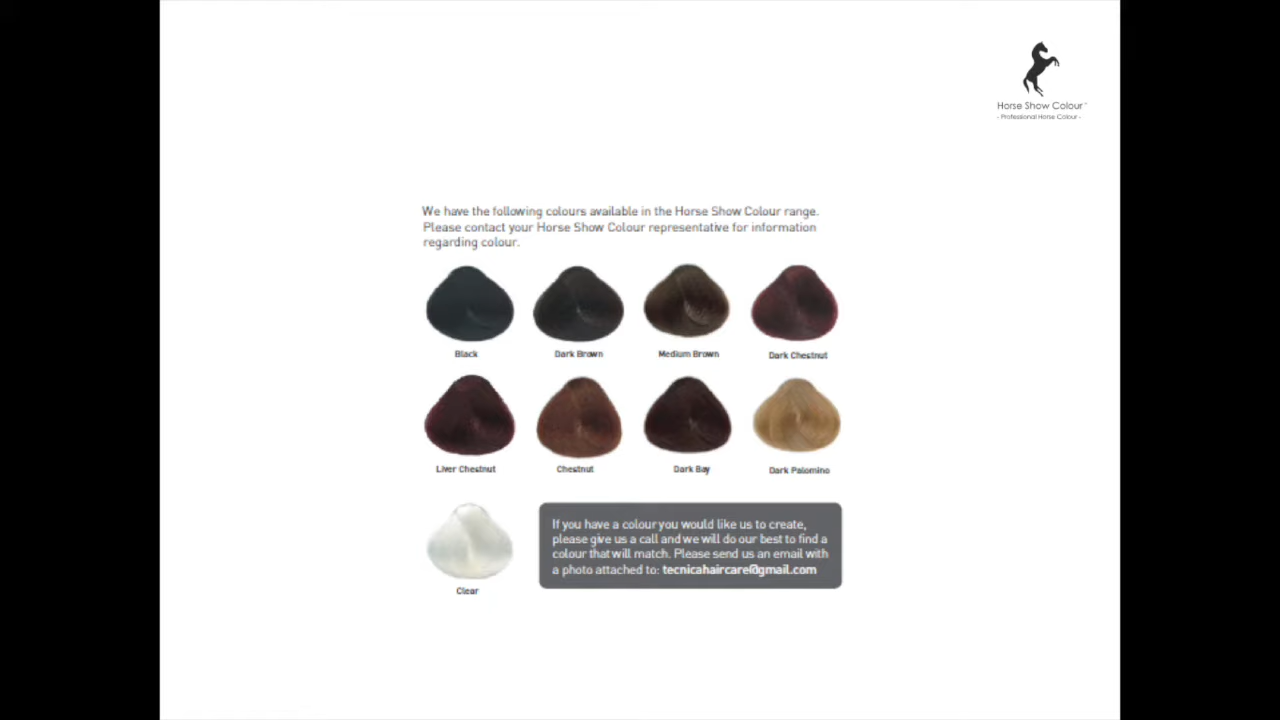 Horse Show Colour
- Professional Horse Colour -
We have the following colours available in the Horse Show Colour range.
Please contact your Horse Show Colour representative for information
regarding colour.
Black
Dark Brown
Medium Brown
Dark Chestnut
Liver Chestnut
Chestnut
Dark Bay
Dark Palomino
If you have a colour you would like us to create,
please give us a call and we will do our best to find a
colour that will match. Please send us an email with
a photo attached to: tecnicahaircare@gmail.com
Clear